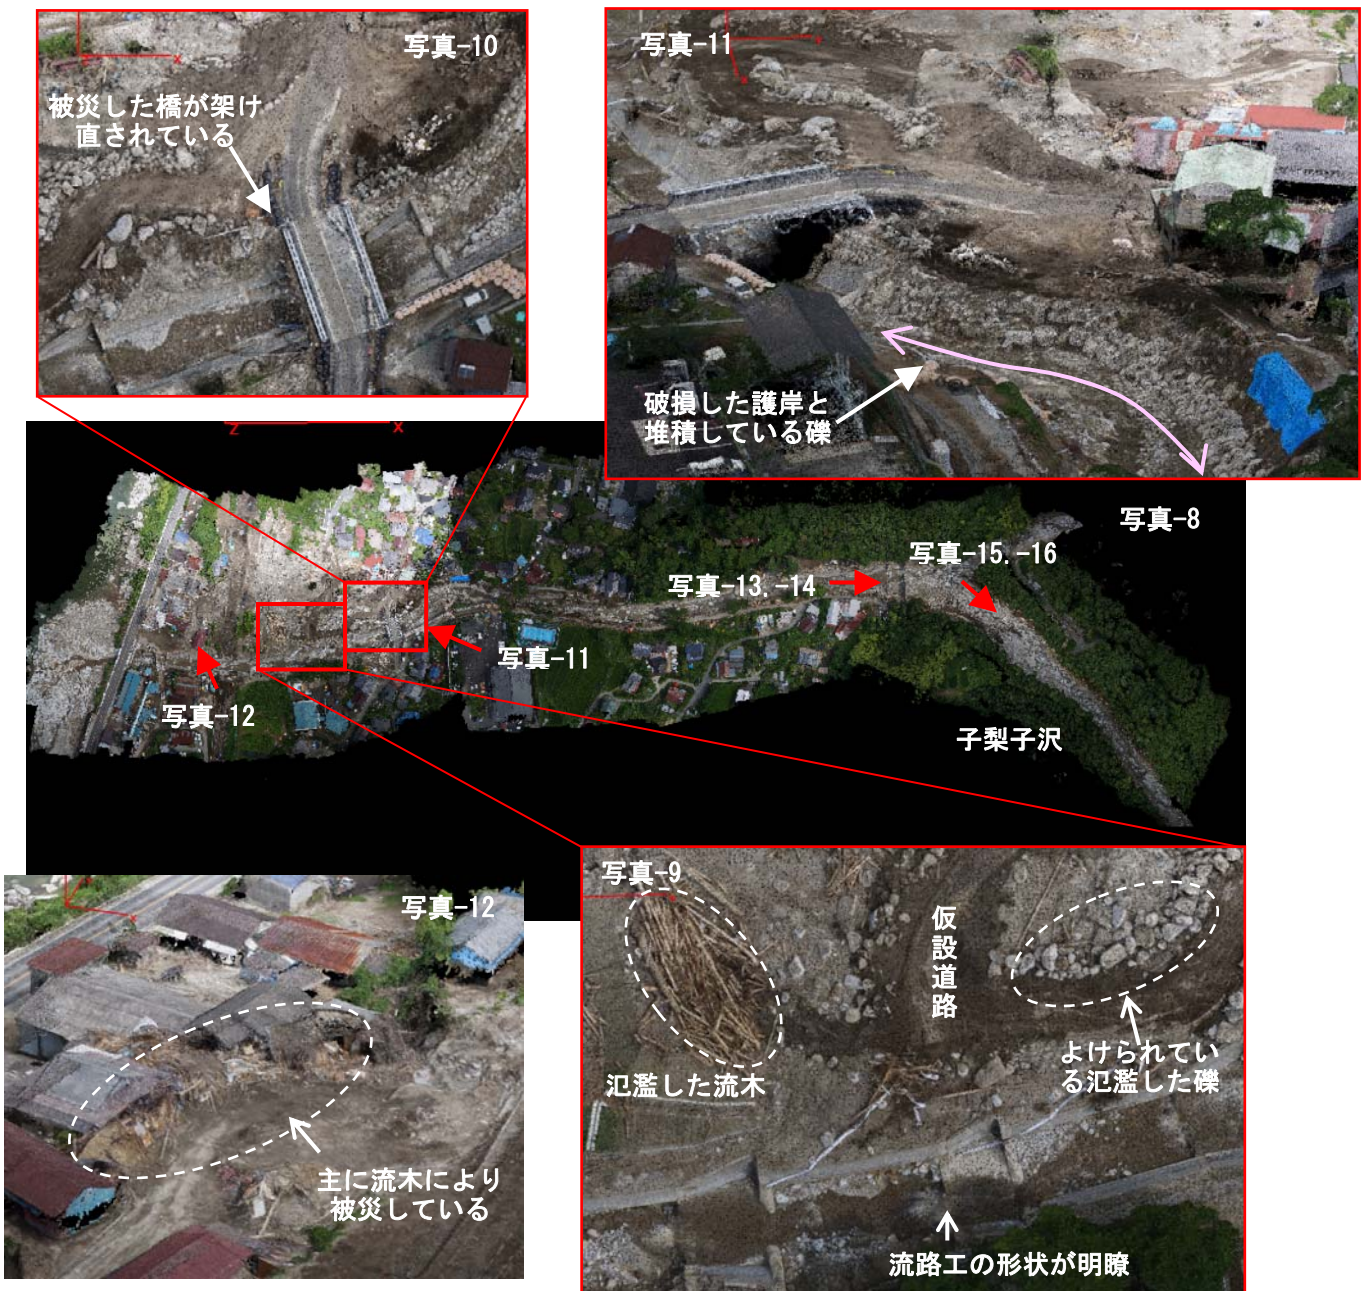 写真-10
被災した橋が架け
直されている
写真-11
破損した護岸と
堆積している礫
Z
X
写真-8
写真-15.-16
写真-13.-14
写真-11
写真-12
子梨子沢
写真-12
主に流木により
被災している
写真-9
仮設道路
氾濫した流木
よけられてい
る氾濫した礫
流路工の形状が明瞭